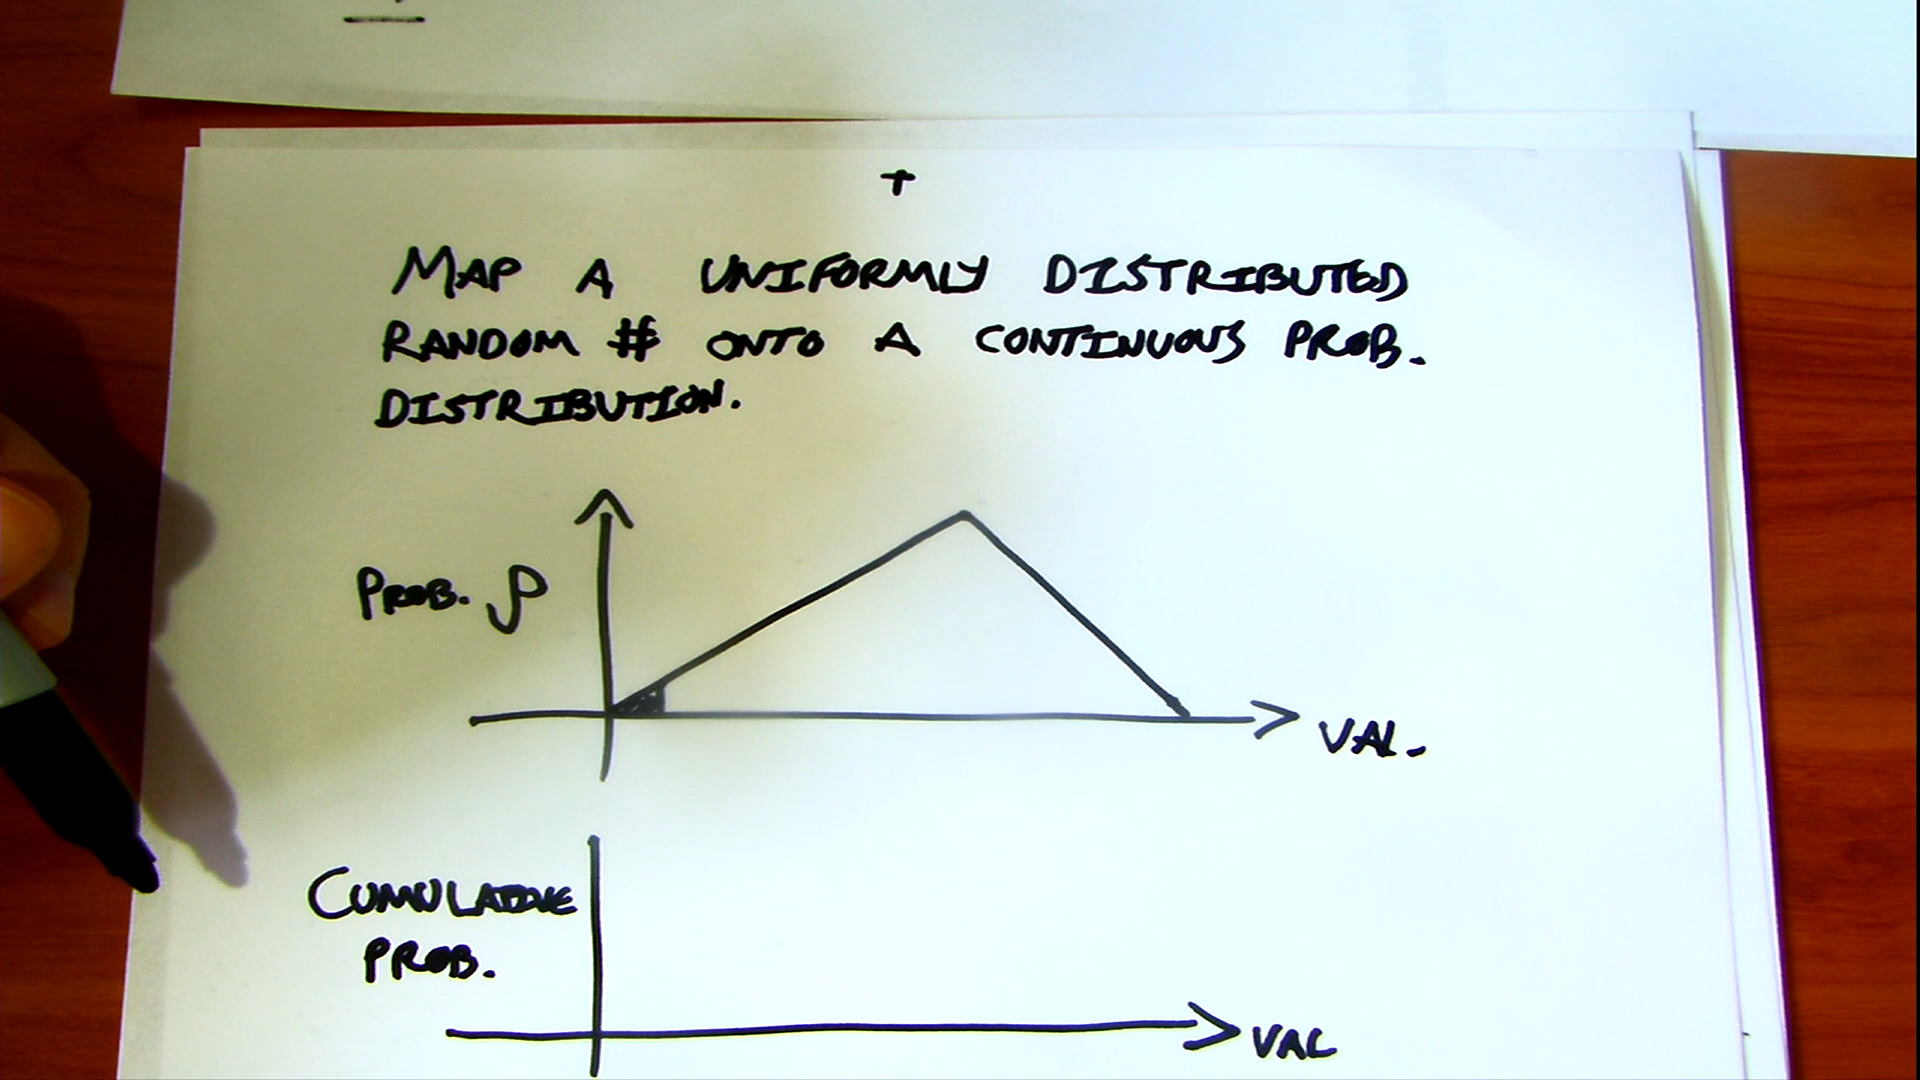 MAP A UNIFORMLY DISTRIBUTED
RANDOM # ONTO A CONTINUOUS PROB.
DISTRIBUTION.
PROB. ρ
VAL.
CUMULATIVE
PROB.
VAL